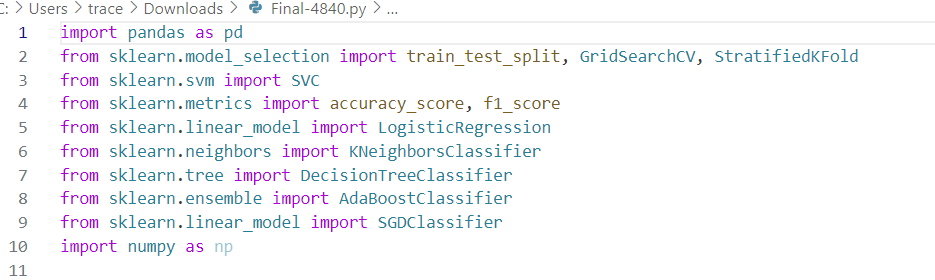 C: > Users > trace > Downloads > Final-4840.py > ...
1 import pandas as pd
2 from sklearn.model_selection import train_test_split, GridSearchCV, StratifiedKFold
3 from sklearn.svm import SVC
4 from sklearn.metrics import accuracy_score, f1_score
5 from sklearn.linear_model import LogisticRegression
6 from sklearn.neighbors import KNeighborsClassifier
7 from sklearn.tree import DecisionTreeClassifier
8 from sklearn.ensemble import AdaBoostClassifier
9 from sklearn.linear_model import SGDClassifier
10 import numpy as np
11